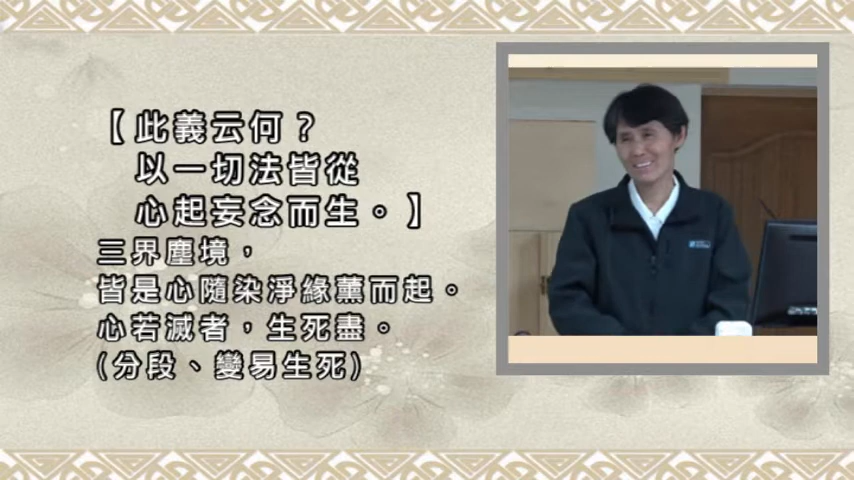 【此義云何？
以一切法皆從
心起妄念而生。】
三界塵境，
皆是心隨染淨緣薰而起。
心若滅者，生死盡。
(分段、變易生死)